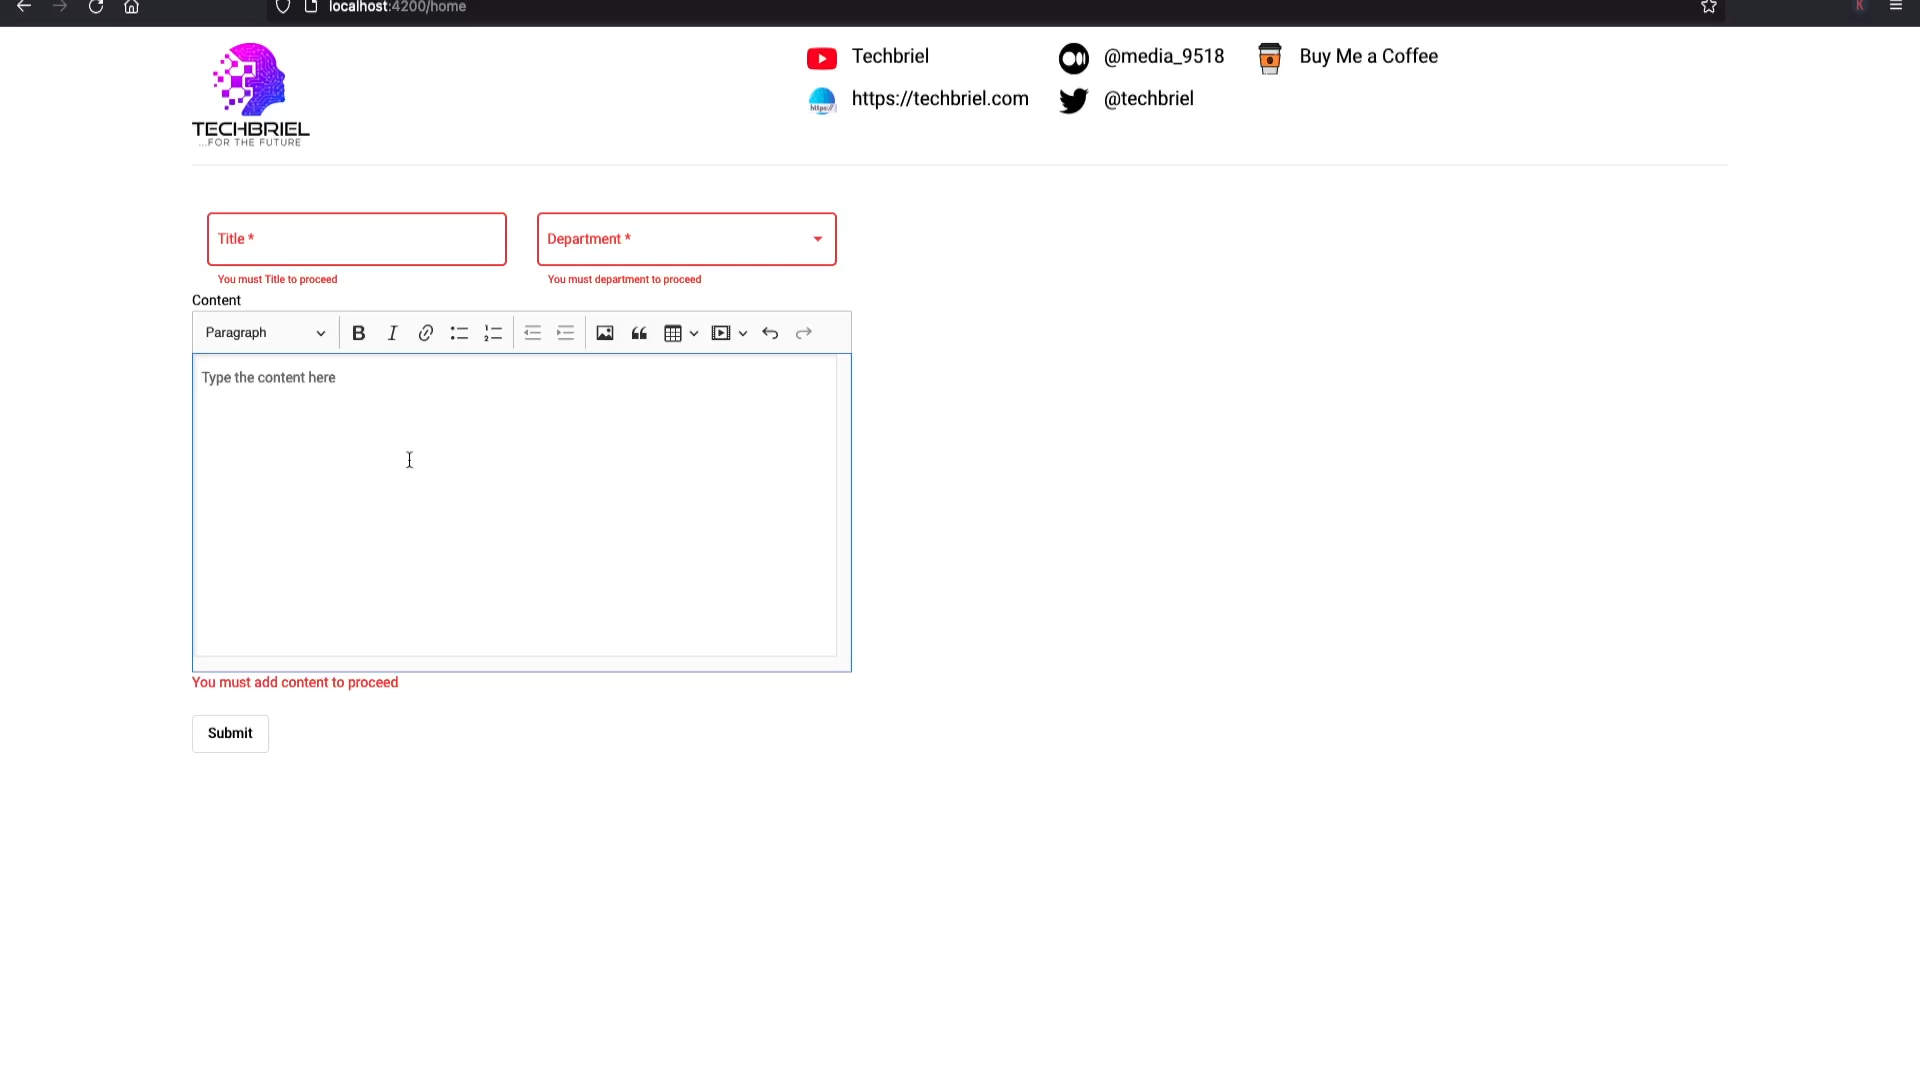 localhost:4200/home
K
TECHBRIEL
...FOR THE FUTURE
Techbriel
@media_9518
Buy Me a Coffee
https://
https://techbriel.com
@techbriel
Title *
Department *
You must Title to proceed
You must department to proceed
Content
Paragraph
Type the content here
You must add content to proceed
Submit